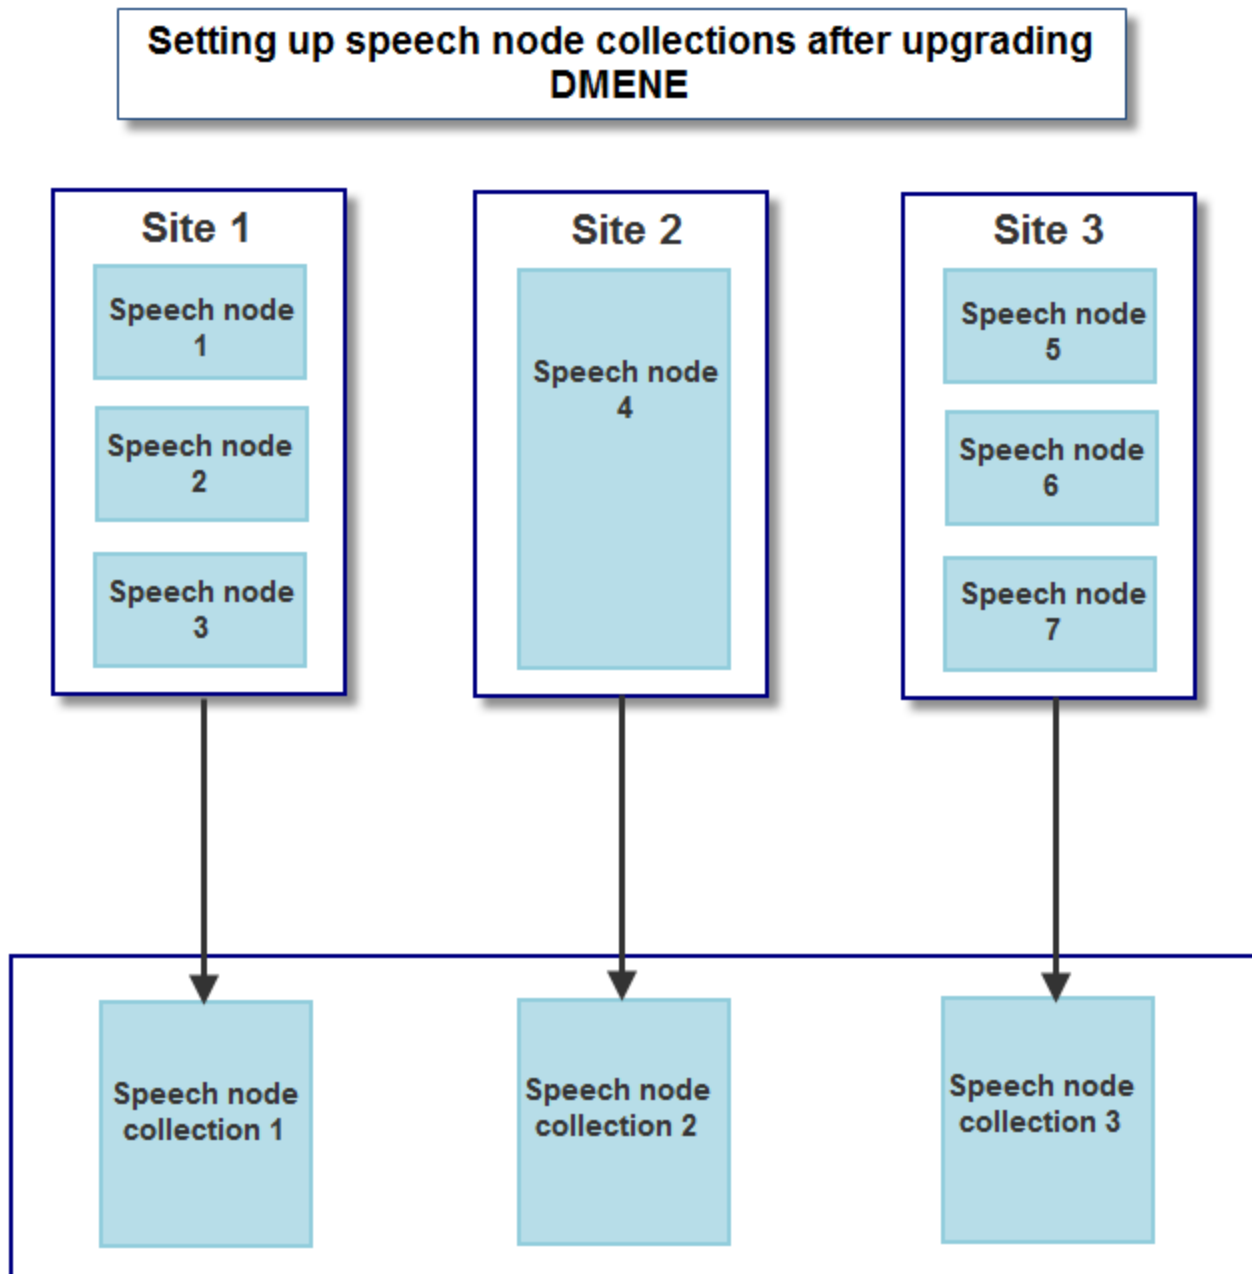 Setting up speech node collections after upgrading
DMENE
Site 1
Speech node
1
Speech node
2
Speech node
3
Site 2
Speech node
4
Site 3
Speech node
5
Speech node
6
Speech node
7
Speech node
collection 1
Speech node
collection 2
Speech node
collection 3